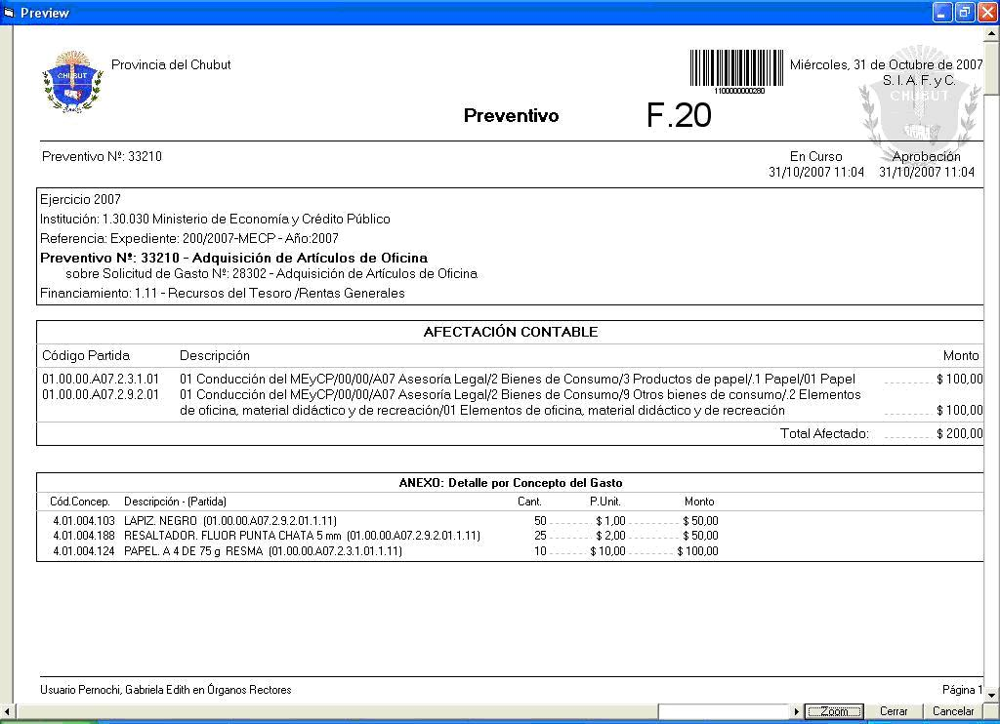 Preview
Provincia del Chubut
CHUBUT
1100000000280
Miércoles, 31 de Octubre de 2007
S. I. A. F. y C.
CHUBUT
Preventivo F.20
Preventivo Nº: 33210
En Curso Aprobación
31/10/2007 11:04 31/10/2007 11:04
Ejercicio 2007
Institución: 1.30.030 Ministerio de Economía y Crédito Público
Referencia: Expediente: 200/2007-MECP - Año:2007
Preventivo Nº: 33210 - Adquisición de Artículos de Oficina
sobre Solicitud de Gasto Nº: 28302 - Adquisición de Artículos de Oficina
Financiamiento: 1.11 - Recursos del Tesoro /Rentas Generales
AFECTACIÓN CONTABLE
Código Partida Descripción Monto
01.00.00.A07.2.3.1.01 01 Conducción del MEyCP/00/00/A07 Asesoría Legal/2 Bienes de Consumo/3 Productos de papel/.1 Papel/01 Papel $ 100,00
01.00.00.A07.2.9.2.01 01 Conducción del MEyCP/00/00/A07 Asesoría Legal/2 Bienes de Consumo/9 Otros bienes de consumo/.2 Elementos
de oficina, material didáctico y de recreación/01 Elementos de oficina, material didáctico y de recreación $ 100,00
Total Afectado: $ 200,00
ANEXO: Detalle por Concepto del Gasto
Cód.Concep. Descripción - (Partida) Cant. P.Unit. Monto
4.01.004.103 LAPIZ. NEGRO (01.00.00.A07.2.9.2.01.1.11) 50 $ 1,00 $ 50,00
4.01.004.188 RESALTADOR. FLUOR PUNTA CHATA 5 mm (01.00.00.A07.2.9.2.01.1.11) 25 $ 2,00 $ 50,00
4.01.004.124 PAPEL. A 4 DE 75 g RESMA (01.00.00.A07.2.3.1.01.1.11) 10 $ 10,00 $ 100,00
Usuario Pernochi, Gabriela Edith en Órganos Rectores Página 1
Zoom Cerrar Cancelar